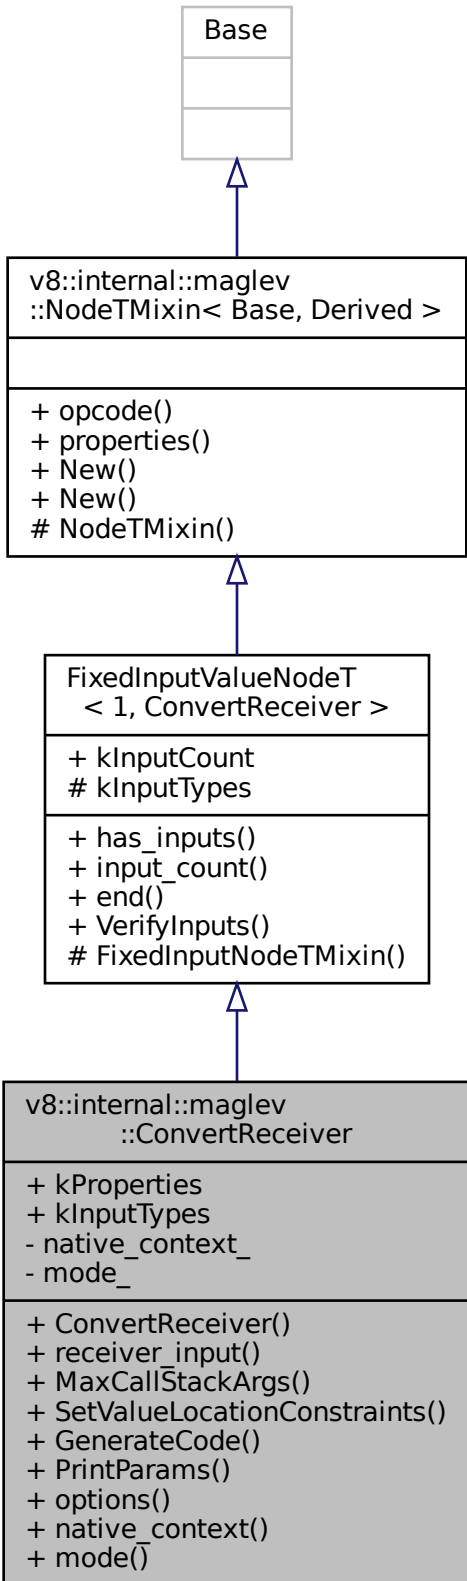 Base
v8::internal::maglev
::NodeTMixin< Base, Derived >
+ opcode()
+ properties()
+ New()
+ New()
# NodeTMixin()
FixedInputValueNodeT
< 1, ConvertReceiver >
+ kInputCount
# kInputTypes
+ has_inputs()
+ input_count()
+ end()
+ VerifyInputs()
# FixedInputNodeTMixin()
v8::internal::maglev
::ConvertReceiver
+ kProperties
+ kInputTypes
- native_context_
- mode_
+ ConvertReceiver()
+ receiver_input()
+ MaxCallStackArgs()
+ SetValueLocationConstraints()
+ GenerateCode()
+ PrintParams()
+ options()
+ native_context()
+ mode()